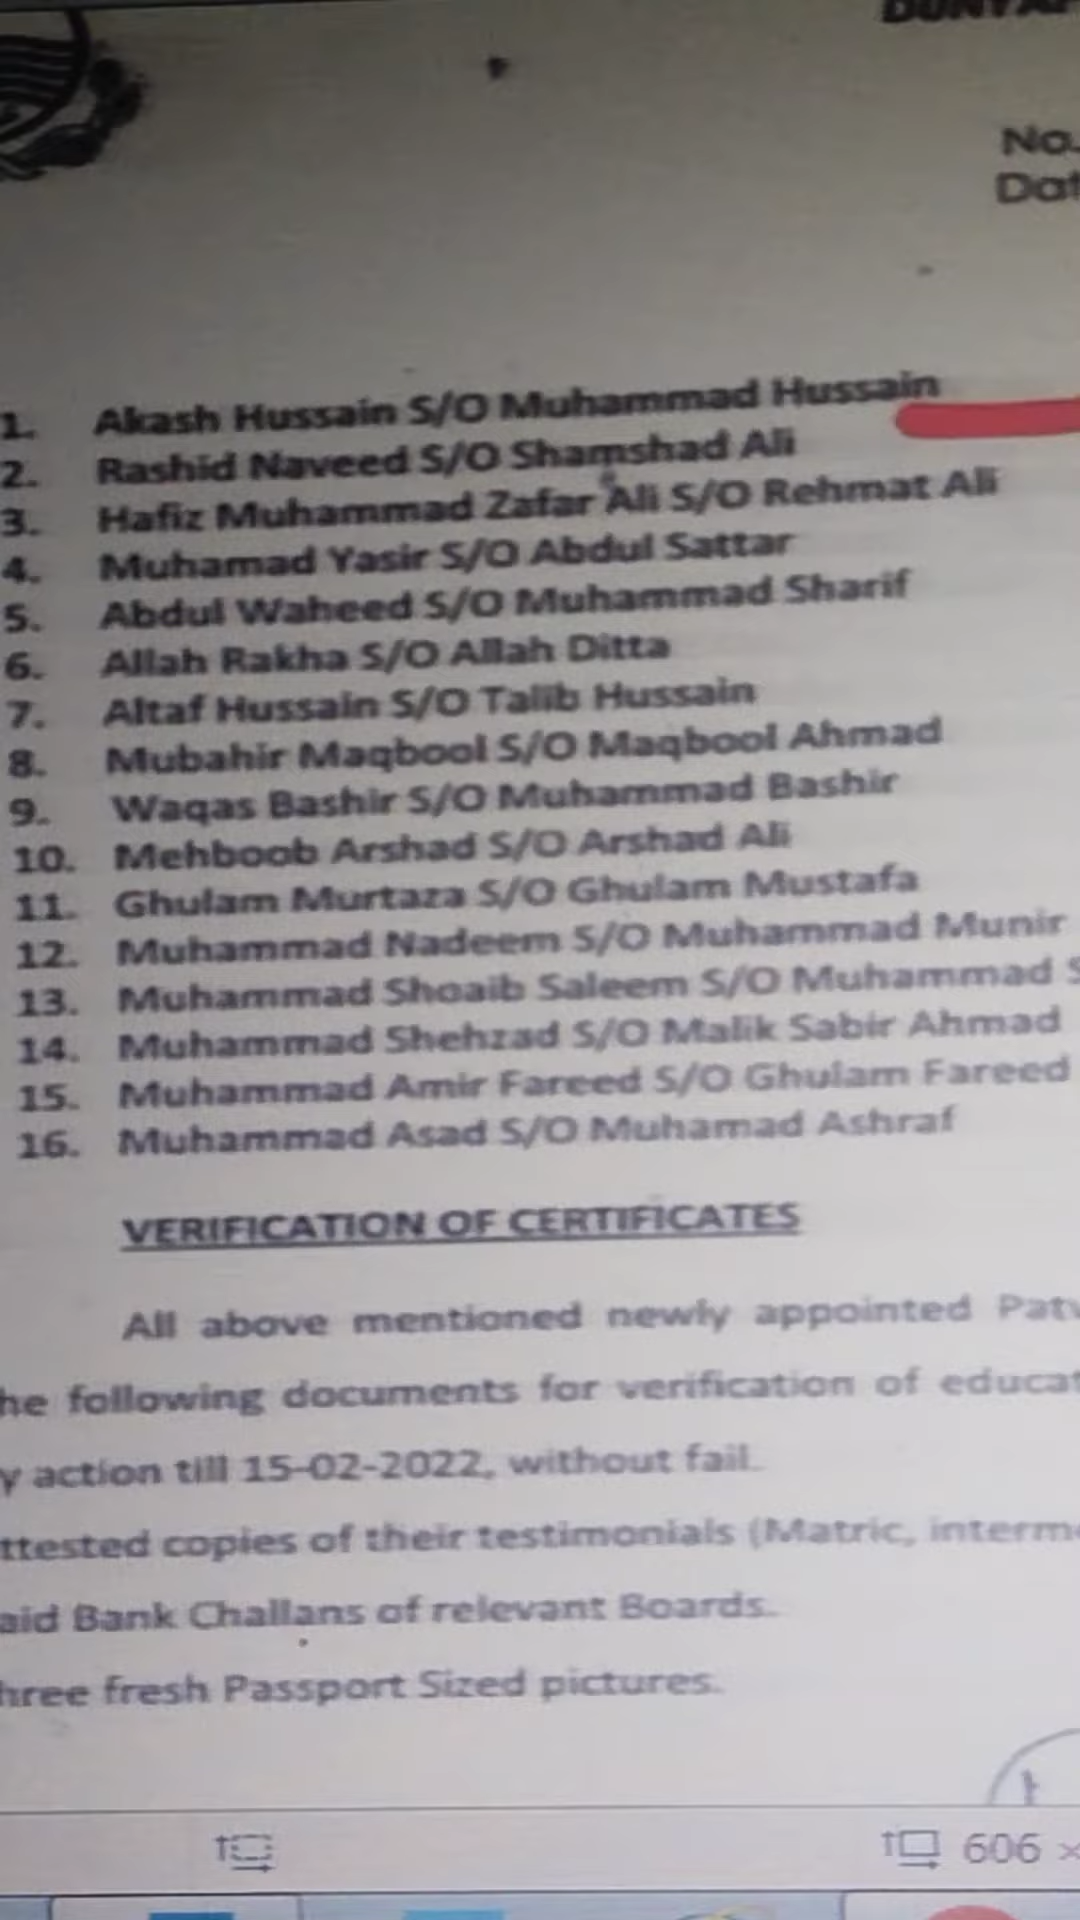 No.
1. Akash Hussain S/O Muhammad Hussain
2. Rashid Naveed S/O Shamshad Ali
3. Hafiz Muhammad Zafar Ali S/O Rehmat Ali
4. Muhamad Yasir S/O Abdul Sattar
5. Abdul Waheed S/O Muhammad Sharif
6. Allah Rakha S/O Allah Ditta
7. Altaf Hussain S/O Talib Hussain
8. Mubahir Maqbool S/O Maqbool Ahmad
9. Waqas Bashir S/O Muhammad Bashir
10. Mehboob Arshad S/O Arshad Ali
11. Ghulam Murtaza S/O Ghulam Mustafa
12. Muhammad Nadeem S/O Muhammad Munir
13. Muhammad Shoaib Saleem S/O Muhammad
14. Muhammad Shehzad S/O Malik Sabir Ahmad
15. Muhammad Amir Fareed S/O Ghulam Fareed
16. Muhammad Asad S/O Muhamad Ashraf
VERIFICATION OF CERTIFICATES
All above mentioned newly appointed
he following documents for verification of educat
y action till 15-02-2022, without fail.
ttested copies of their testimonials (Matric, interm
aid Bank Challans of relevant Boards.
hree fresh Passport Sized pictures.
606 ×